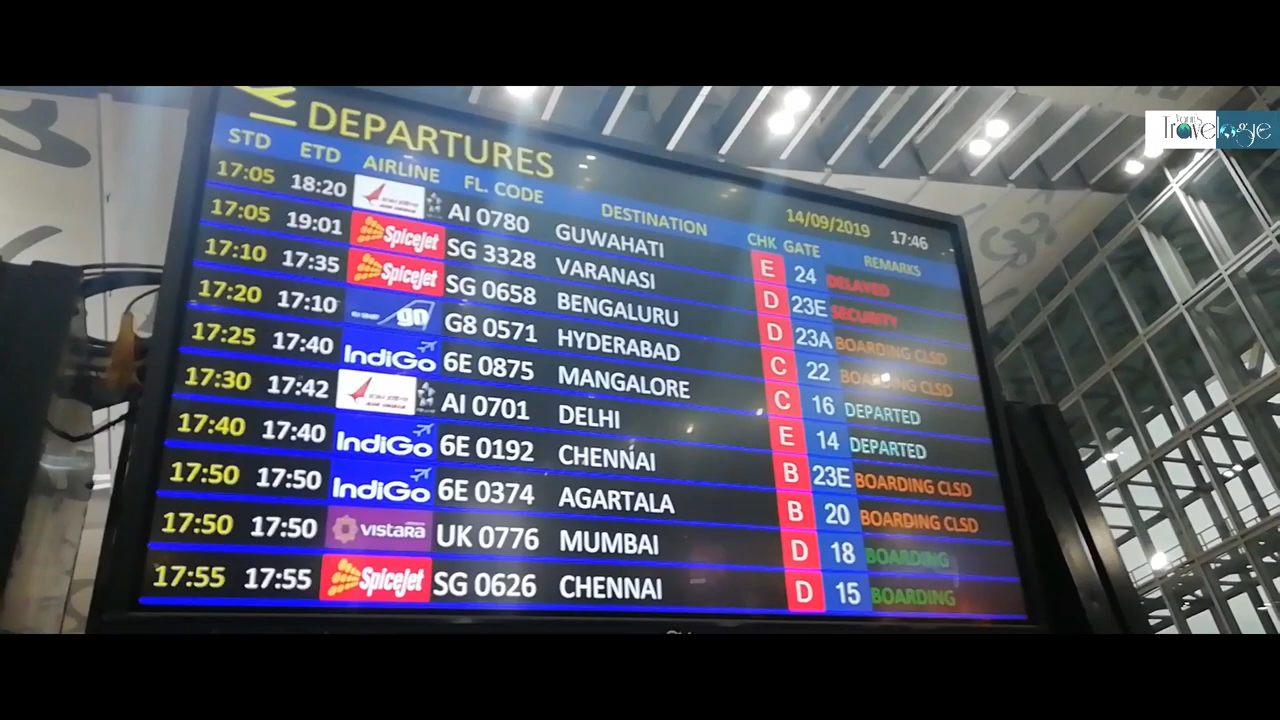 Travelogie
DEPARTURES
14/09/2019 17:46
STD ETD AIRLINE FL. CODE DESTINATION CHK GATE REMARKS
17:05 18:20 AI 0780 GUWAHATI E 24 DELAYED
17:05 19:01 SpiceJet SG 3328 VARANASI D 23E SECURITY
17:10 17:35 SpiceJet SG 0658 BENGALURU D 23A BOARDING CLSD
17:20 17:10 go G8 0571 HYDERABAD C 22 BOARDING CLSD
17:25 17:40 IndiGo 6E 0875 MANGALORE C 16 DEPARTED
17:30 17:42 AI 0701 DELHI E 14 DEPARTED
17:40 17:40 IndiGo 6E 0192 CHENNAI B 23E BOARDING CLSD
17:50 17:50 IndiGo 6E 0374 AGARTALA B 20 BOARDING CLSD
17:50 17:50 vistara UK 0776 MUMBAI D 18 BOARDING
17:55 17:55 SpiceJet SG 0626 CHENNAI D 15 BOARDING